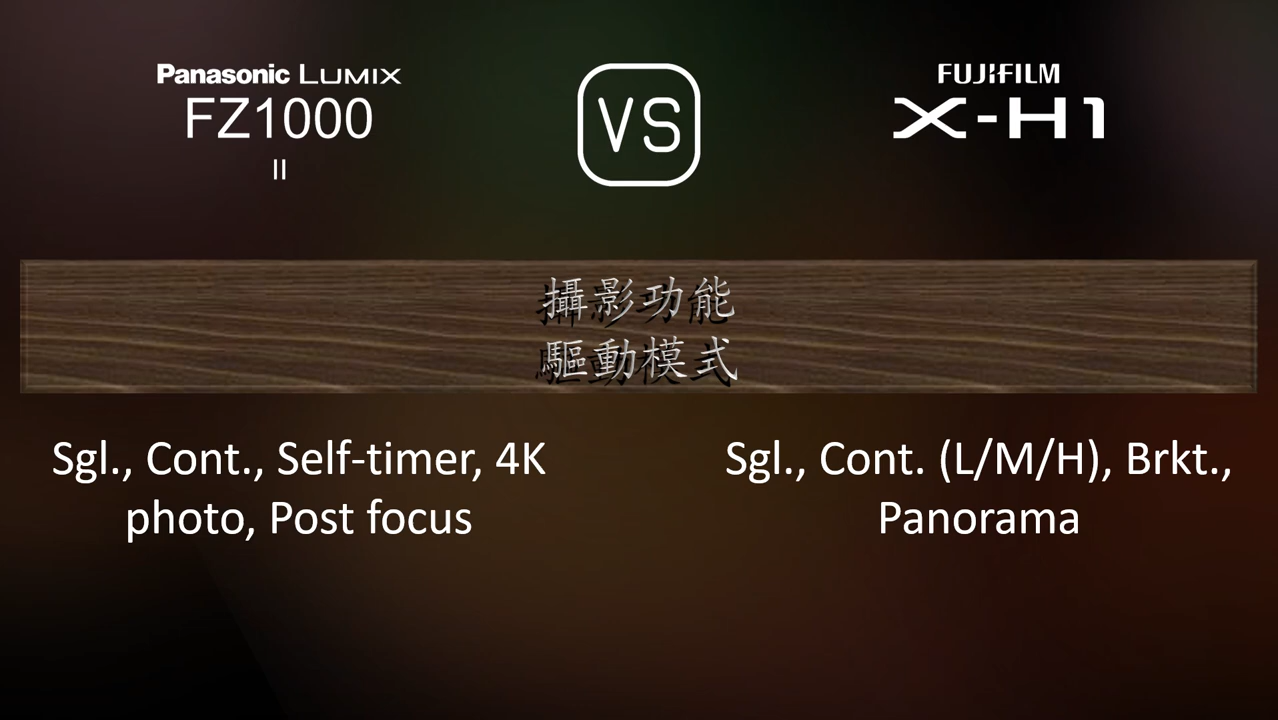 Panasonic LUMIX
FZ1000
II
VS
FUJIFILM
X-H1
攝影功能
驅動模式
Sgl., Cont., Self-timer, 4K
photo, Post focus
Sgl., Cont. (L/M/H), Brkt.,
Panorama